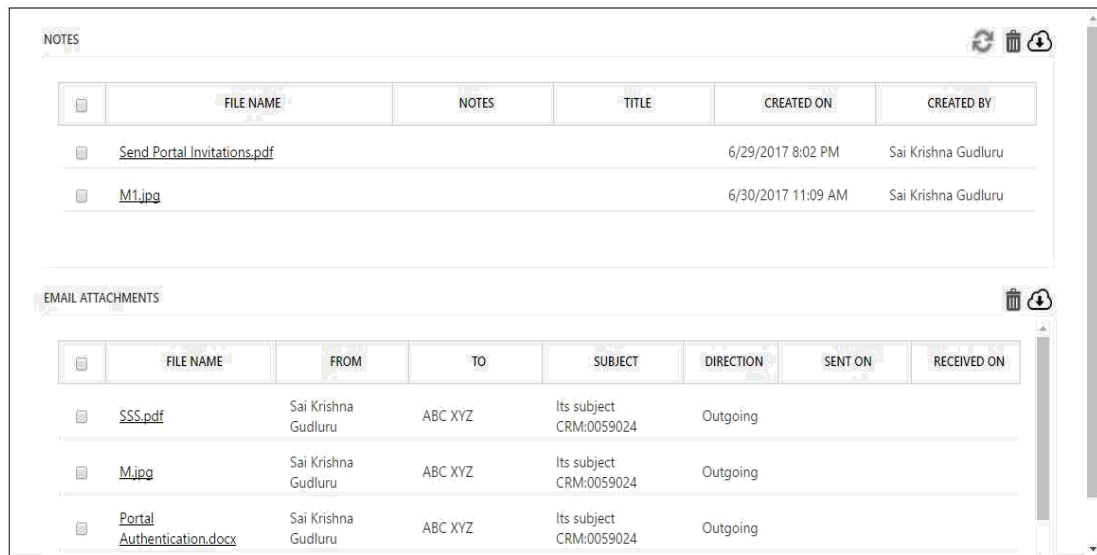 NOTES
FILE NAME NOTES TITLE CREATED ON CREATED BY
Send Portal Invitations.pdf 6/29/2017 8:02 PM Sai Krishna Gudluru
M1.jpg 6/30/2017 11:09 AM Sai Krishna Gudluru
EMAIL ATTACHMENTS
FILE NAME FROM TO SUBJECT DIRECTION SENT ON RECEIVED ON
SSS.pdf Sai Krishna Gudluru ABC XYZ Its subject CRM:0059024 Outgoing
M.jpg Sai Krishna Gudluru ABC XYZ Its subject CRM:0059024 Outgoing
Portal Authentication.docx Sai Krishna Gudluru ABC XYZ Its subject CRM:0059024 Outgoing